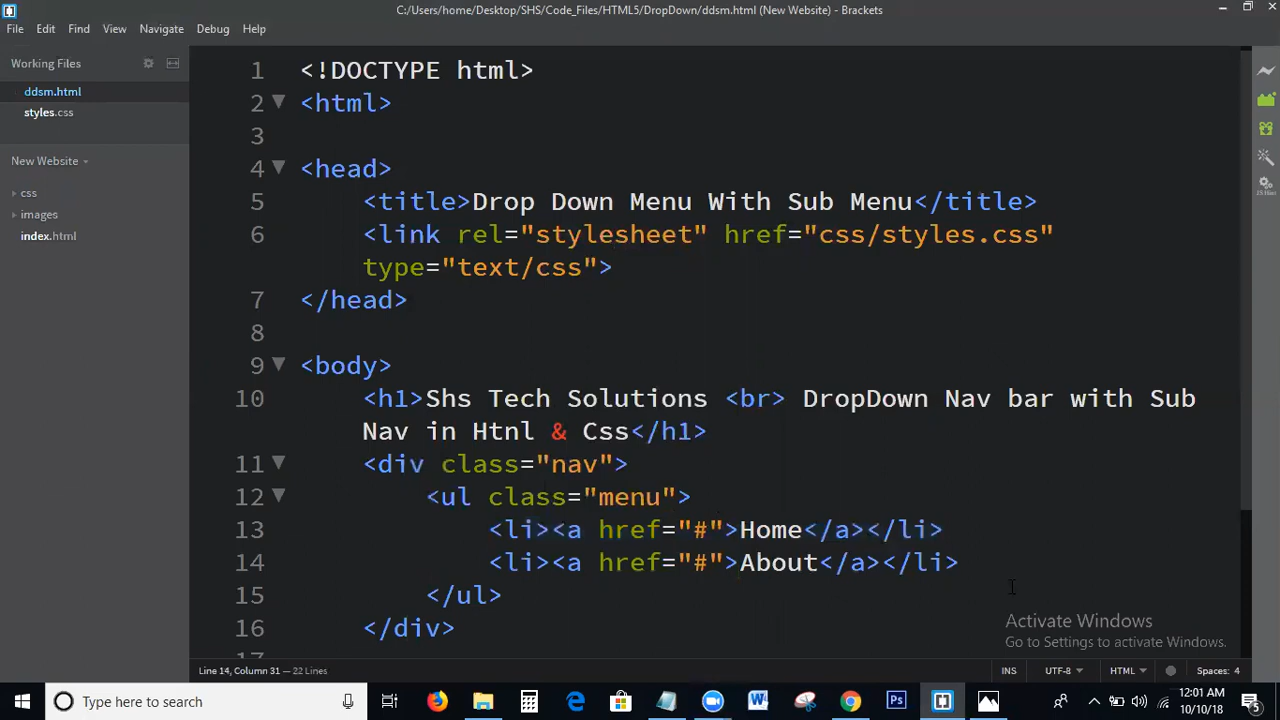 C:/Users/home/Desktop/SHS/Code_Files/HTML5/DropDown/ddsm.html (New Website) - Brackets
File Edit Find View Navigate Debug Help
Working Files
ddsm.html
styles.css
New Website
css
images
index.html
1 <!DOCTYPE html>
2 <html>
3
4 <head>
5 <title>Drop Down Menu With Sub Menu</title>
6 <link rel="stylesheet" href="css/styles.css"
type="text/css">
7 </head>
8
9 <body>
10 <h1>Shs Tech Solutions <br> DropDown Nav bar with Sub
Nav in Htnl & Css</h1>
11 <div class="nav">
12 <ul class="menu">
13 <li><a href="#">Home</a></li>
14 <li><a href="#">About</a></li>
15 </ul>
16 </div>
Activate Windows
Go to Settings to activate Windows.
Line 14, Column 31 — 22 Lines
INS UTF-8 HTML Spaces: 4
Type here to search
12:01 AM
10/10/18